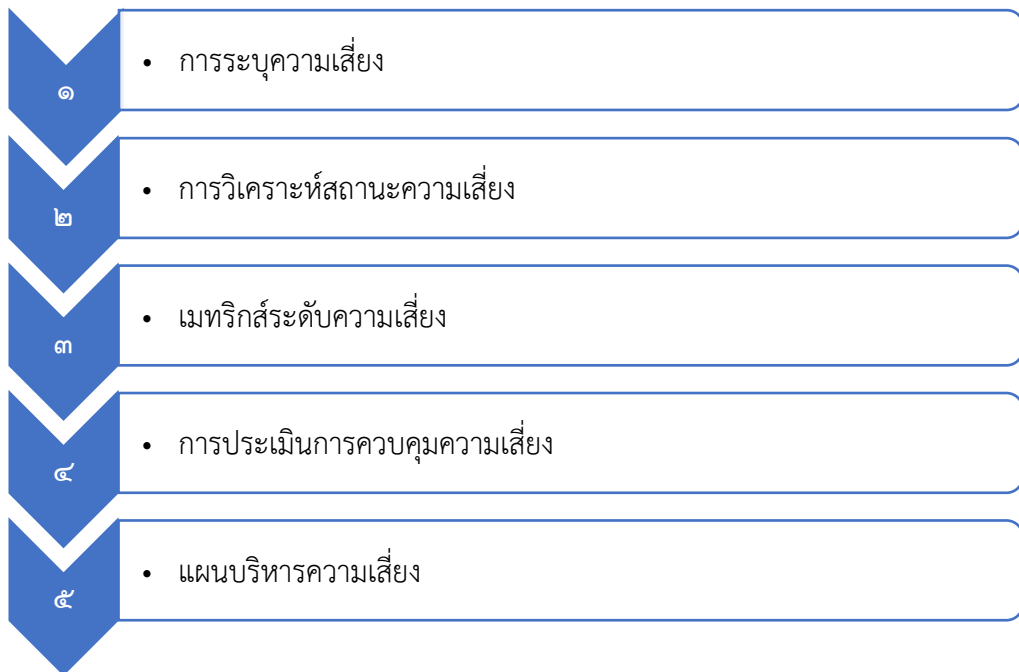 ๑
• การระบุความเสี่ยง
๒
• การวิเคราะห์สถานะความเสี่ยง
๓
• เมทริกส์ระดับความเสี่ยง
๔
• การประเมินการควบคุมความเสี่ยง
๕
• แผนบริหารความเสี่ยง